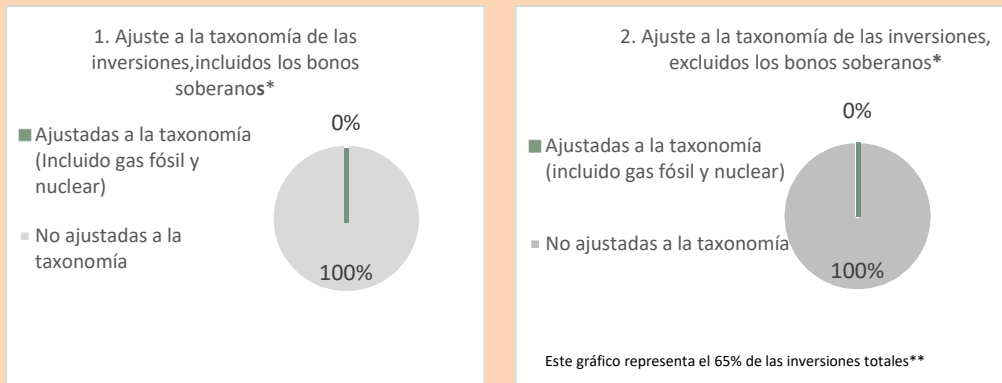 1. Ajuste a la taxonomía de las
inversiones,incluidos los bonos
soberanos*
Ajustadas a la taxonomía
(Incluido gas fósil y
nuclear)
No ajustadas a la
taxonomía
0%
100%
2. Ajuste a la taxonomía de las inversiones,
excluidos los bonos soberanos*
Ajustadas a la taxonomía
(incluido gas fósil y nuclear)
No ajustadas a la taxonomía
0%
100%
Este gráfico representa el 65% de las inversiones totales**